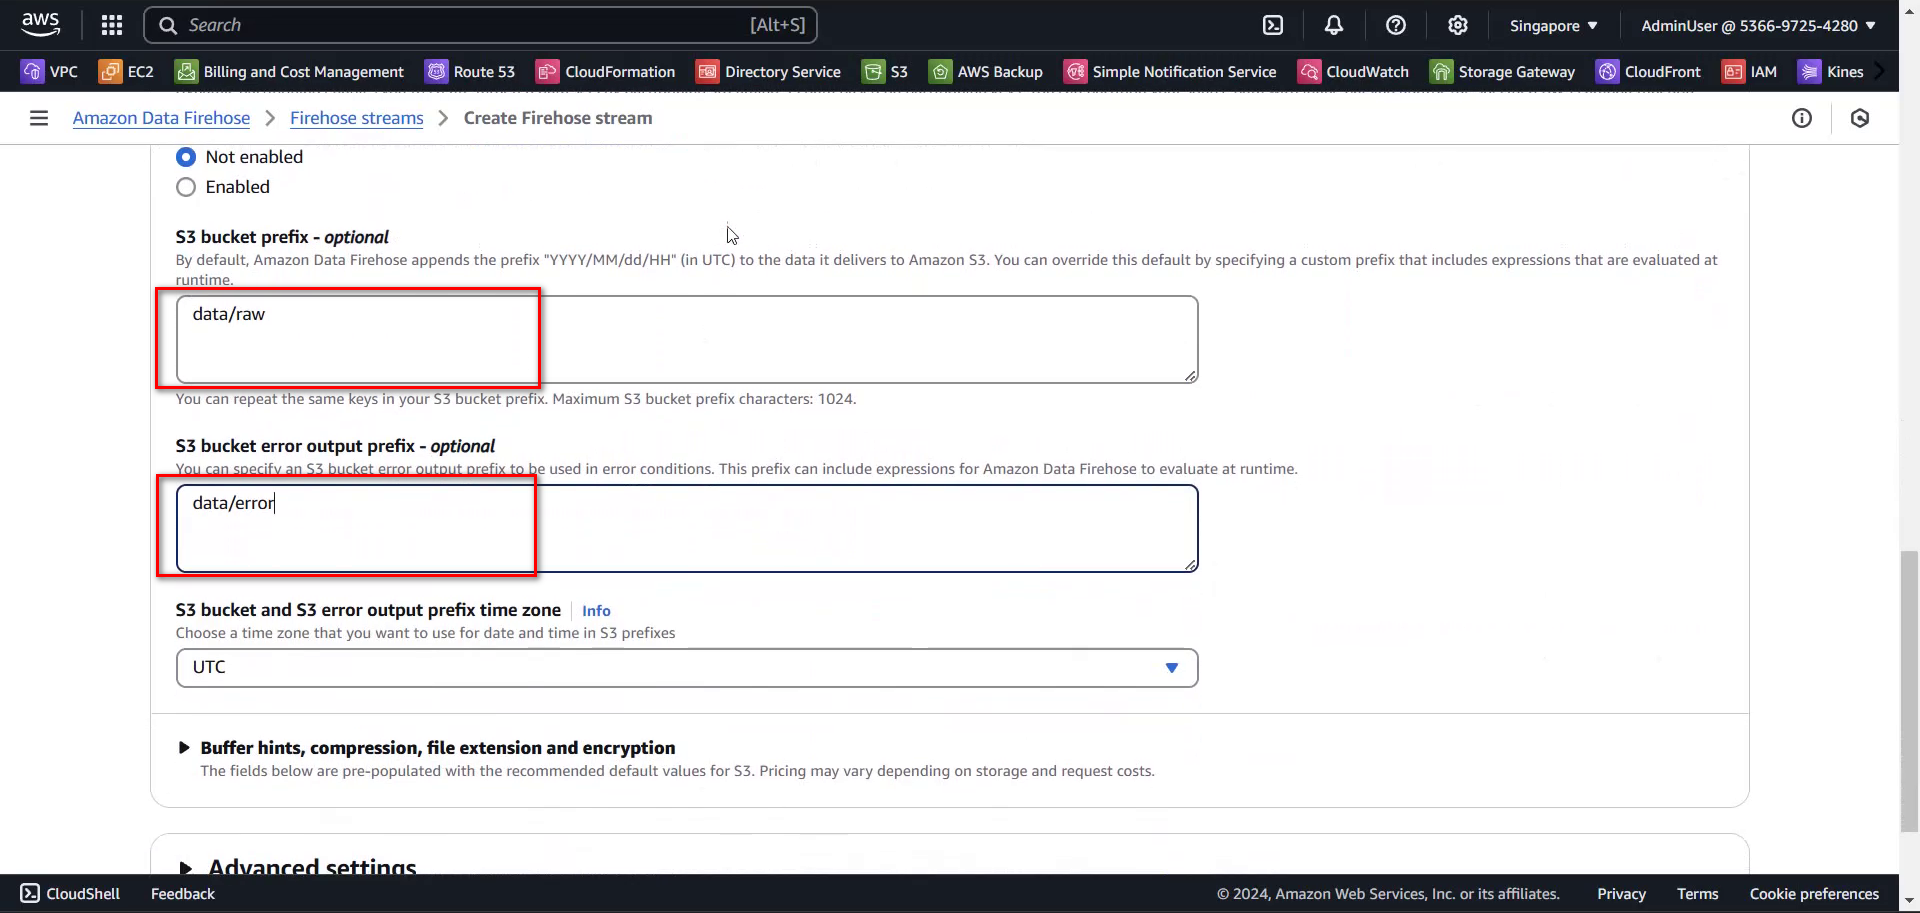 aws
Search [Alt+S] Singapore AdminUser @ 5366-9725-4280
VPC EC2 Billing and Cost Management Route 53 CloudFormation Directory Service S3 AWS Backup Simple Notification Service CloudWatch Storage Gateway CloudFront IAM Kines
Amazon Data Firehose Firehose streams Create Firehose stream
Not enabled
Enabled
S3 bucket prefix - optional
By default, Amazon Data Firehose appends the prefix "YYYY/MM/dd/HH" (in UTC) to the data it delivers to Amazon S3. You can override this default by specifying a custom prefix that includes expressions that are evaluated at
runtime.
data/raw
You can repeat the same keys in your S3 bucket prefix. Maximum S3 bucket prefix characters: 1024.
S3 bucket error output prefix - optional
You can specify an S3 bucket error output prefix to be used in error conditions. This prefix can include expressions for Amazon Data Firehose to evaluate at runtime.
data/error
S3 bucket and S3 error output prefix time zone Info
Choose a time zone that you want to use for date and time in S3 prefixes
UTC
Buffer hints, compression, file extension and encryption
The fields below are pre-populated with the recommended default values for S3. Pricing may vary depending on storage and request costs.
Advanced settings
CloudShell Feedback © 2024, Amazon Web Services, Inc. or its affiliates. Privacy Terms Cookie preferences